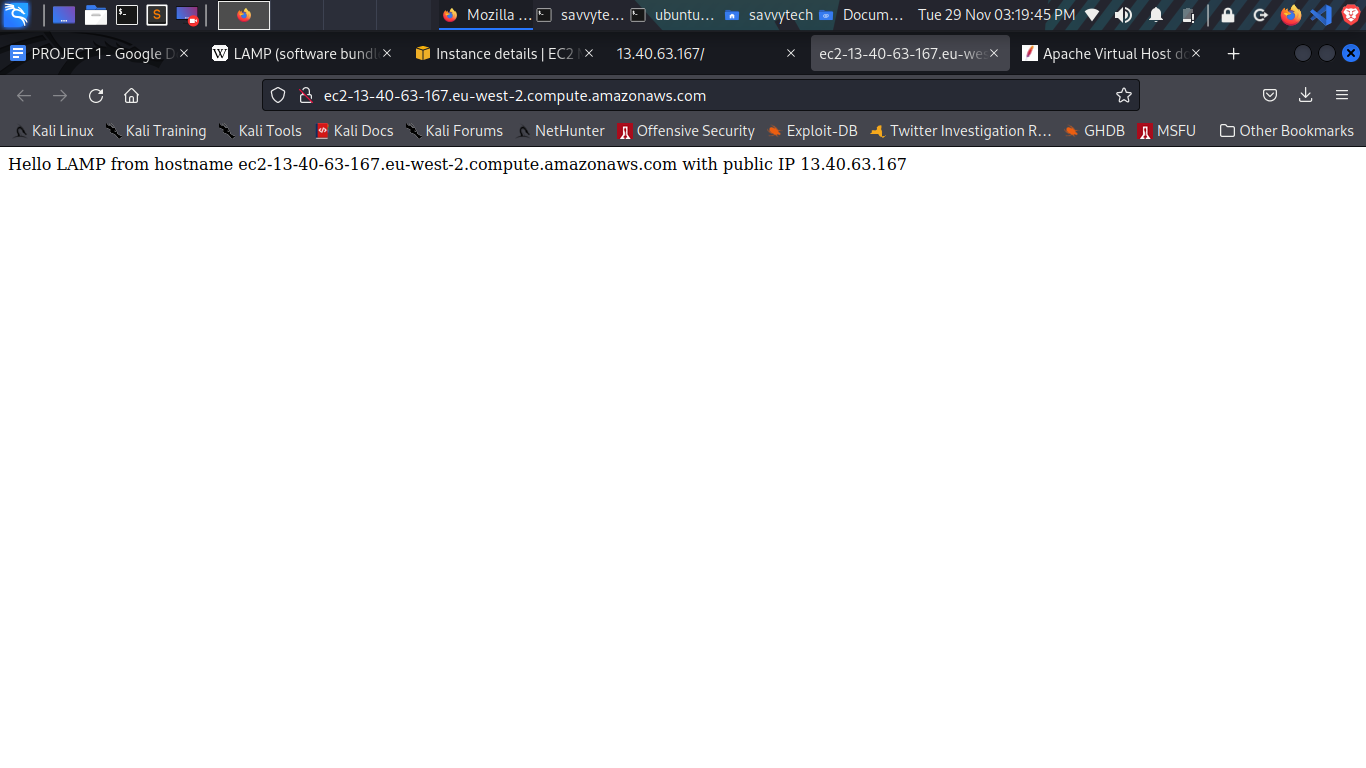 Mozilla ... savvyte... ubuntu... savvytech Docum... Tue 29 Nov 03:19:45 PM
PROJECT 1 - Google D LAMP (software bundl Instance details | EC2 13.40.63.167/ ec2-13-40-63-167.eu-wes Apache Virtual Host do
ec2-13-40-63-167.eu-west-2.compute.amazonaws.com
Kali Linux Kali Training Kali Tools Kali Docs Kali Forums NetHunter Offensive Security Exploit-DB Twitter Investigation R... GHDB MSFU Other Bookmarks
Hello LAMP from hostname ec2-13-40-63-167.eu-west-2.compute.amazonaws.com with public IP 13.40.63.167